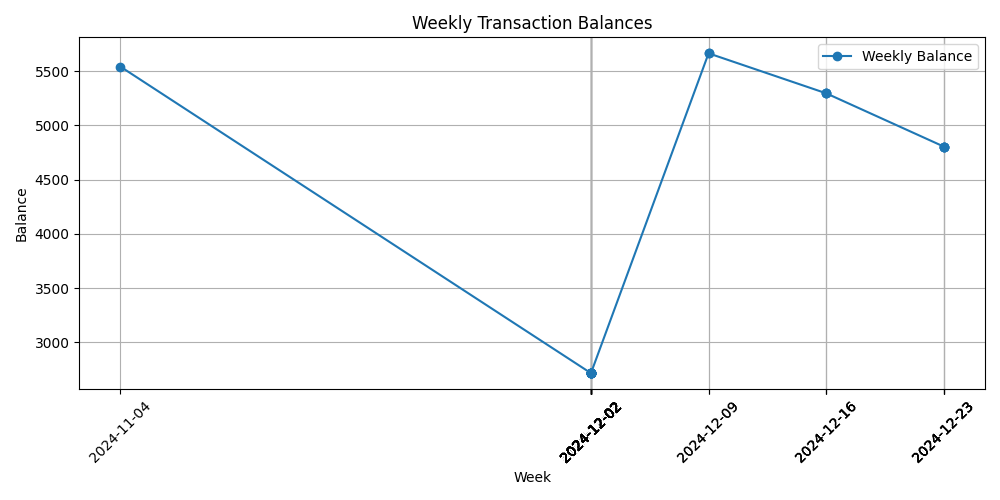 Weekly Transaction Balances
Weekly Balance
Balance
5500
5000
4500
4000
3500
3000
2024-11-04
2024-12-02
2024-12-09
2024-12-16
2024-12-23
Week